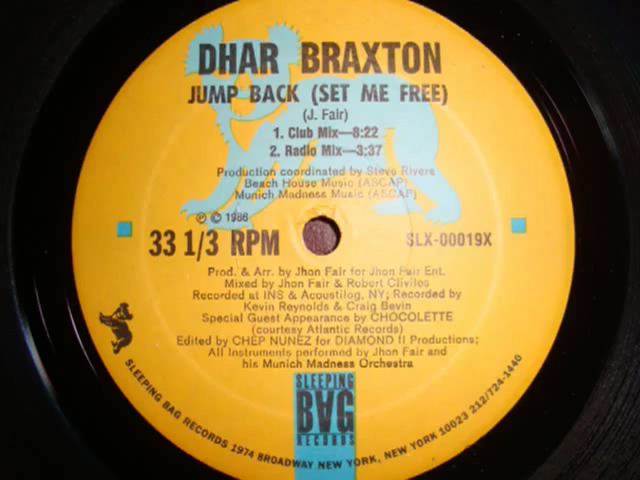 DHAR BRAXTON
JUMP BACK (SET ME FREE)
(J. Fair)
1. Club Mix—8:22
2. Radio Mix—3:37
Production coordinated by Steve Rivers
Beach House Music (ASCAP)
Munich Madness Music (ASCAP)
℗ © 1986
33 1/3 RPM
SLX-00019X
Prod. & Arr. by Jhon Fair for Jhon Fair Ent.
Mixed by Jhon Fair & Robert Clivilos
Recorded at INS & Acoustilog, NY; Recorded by
Kevin Reynolds & Craig Bevin
Special Guest Appearance by CHOCOLETTE
(courtesy Atlantic Records)
Edited by CHEP NUNEZ for DIAMOND II Productions;
All Instruments performed by Jhon Fair and
his Munich Madness Orchestra
SLEEPING
BAG
RECORDS
SLEEPING BAG RECORDS 1974 BROADWAY NEW YORK, NEW YORK 10023 212/724-1440